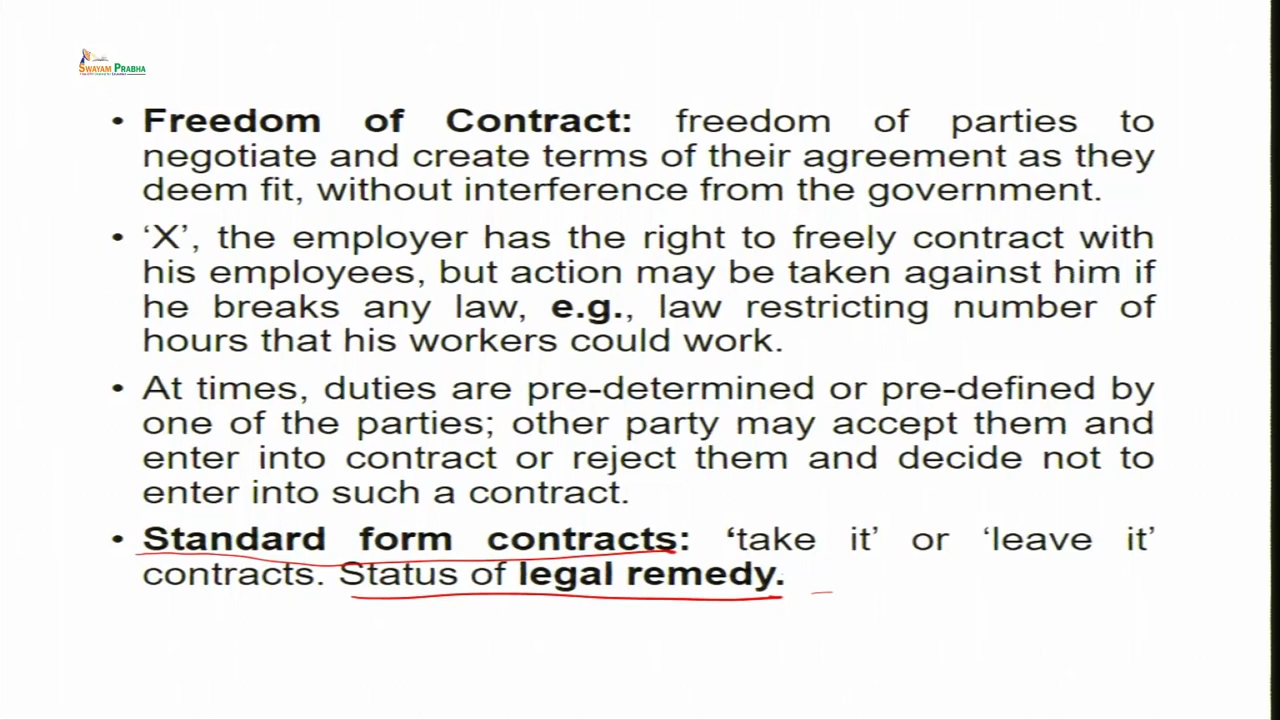 SWAYAM PRABHA
• Freedom of Contract: freedom of parties to
negotiate and create terms of their agreement as they
deem fit, without interference from the government.
• ‘X’, the employer has the right to freely contract with
his employees, but action may be taken against him if
he breaks any law, e.g., law restricting number of
hours that his workers could work.
• At times, duties are pre-determined or pre-defined by
one of the parties; other party may accept them and
enter into contract or reject them and decide not to
enter into such a contract.
• Standard form contracts: ‘take it’ or ‘leave it’
contracts. Status of legal remedy.